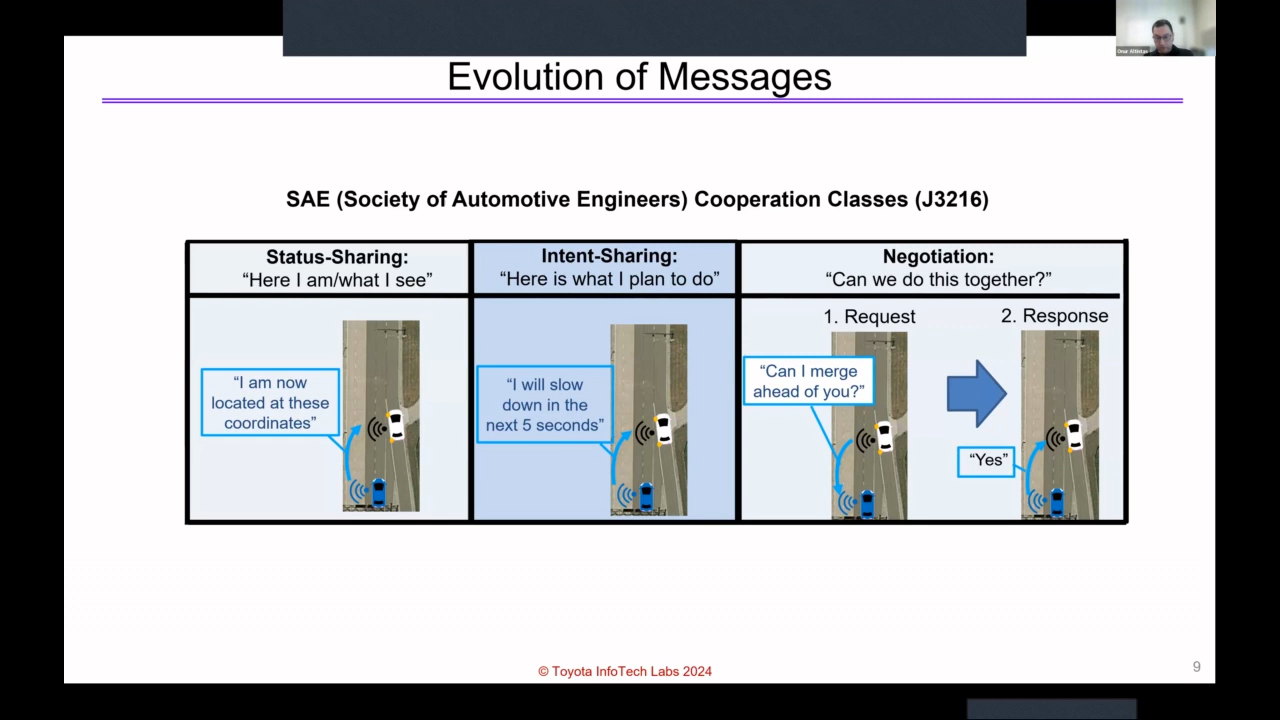 Onur Altintas
Evolution of Messages
SAE (Society of Automotive Engineers) Cooperation Classes (J3216)
Status-Sharing:
“Here I am/what I see”
Intent-Sharing:
“Here is what I plan to do”
Negotiation:
“Can we do this together?”
“I am now
located at these
coordinates”
“I will slow
down in the
next 5 seconds”
1. Request
“Can I merge
ahead of you?”
2. Response
“Yes”
© Toyota InfoTech Labs 2024
9